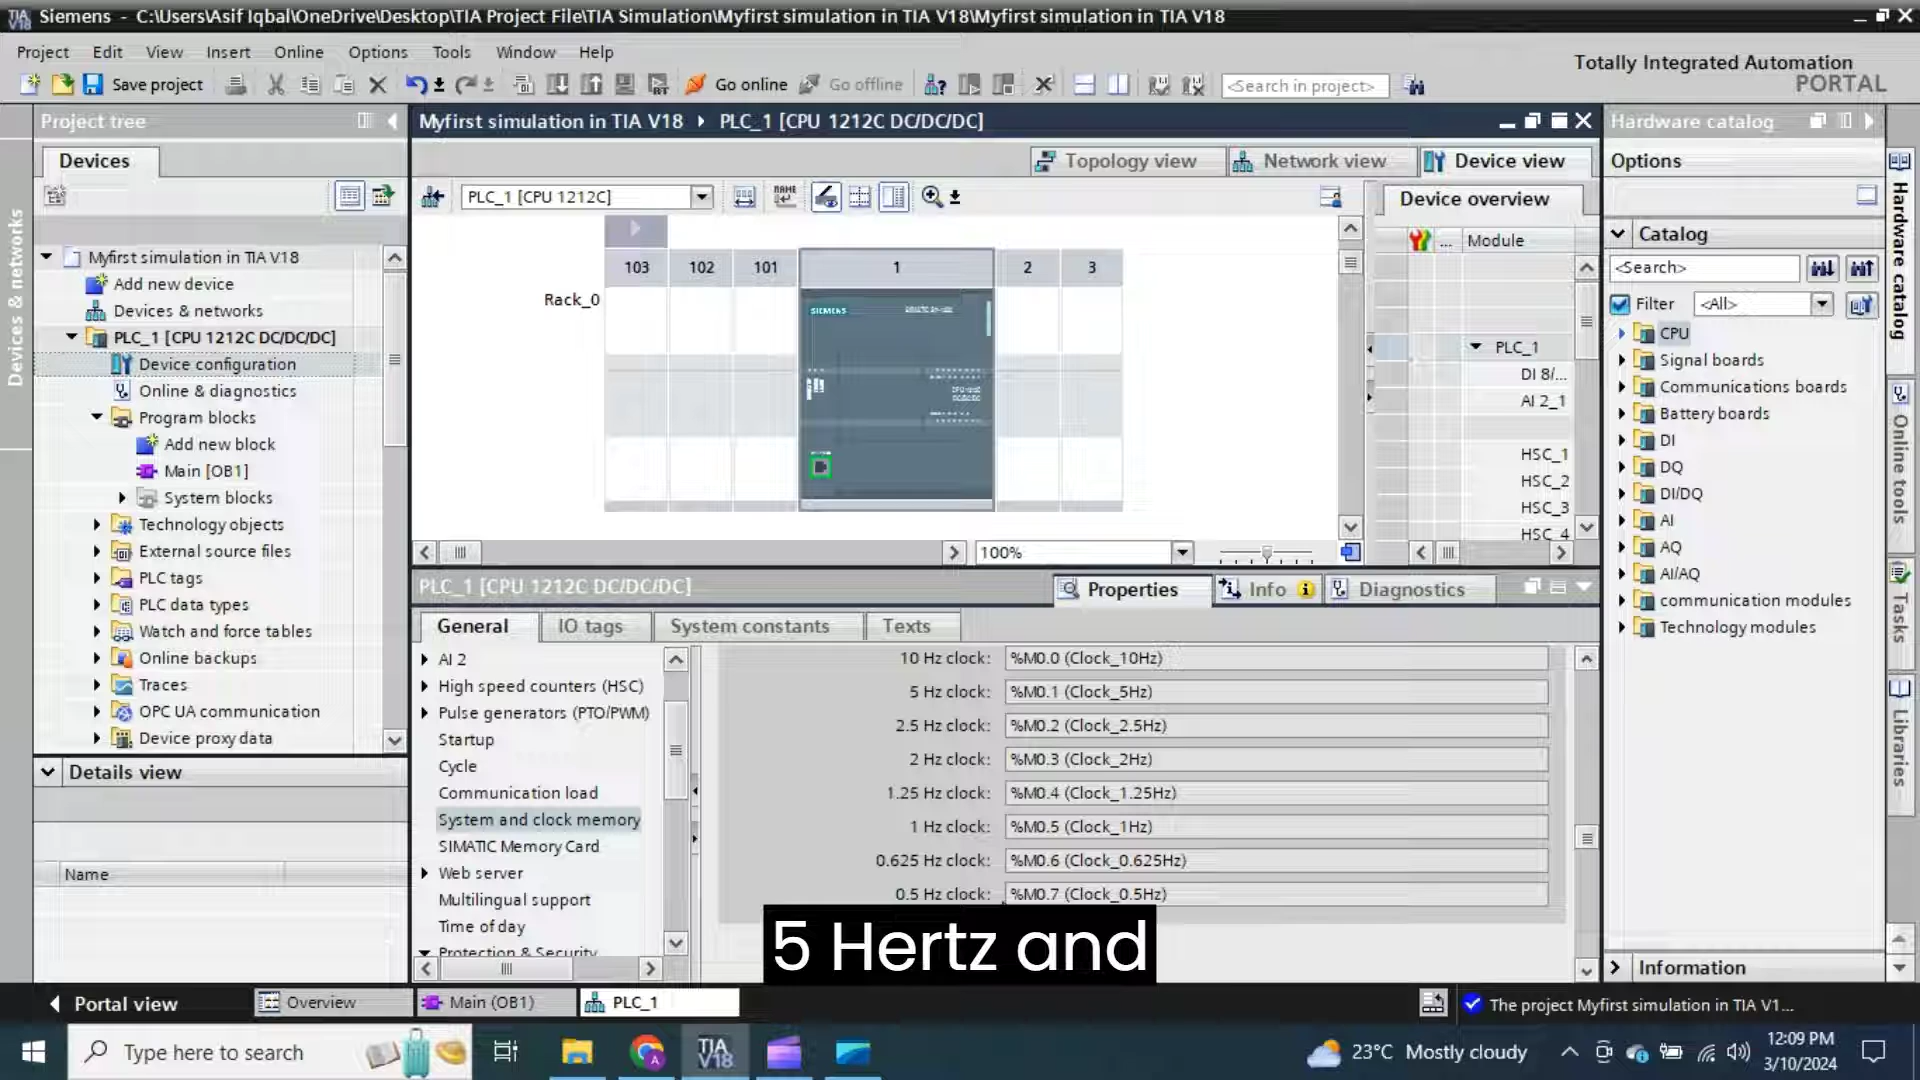 Siemens - C:\Users\Asif Iqbal\OneDrive\Desktop\TIA Project File\TIA Simulation\Myfirst simulation in TIA V18\Myfirst simulation in TIA V18
Project Edit View Insert Online Options Tools Window Help
Totally Integrated Automation
PORTAL
Save project
Go online
Go offline
<Search in project>
Project tree
Devices
Devices & networks
Myfirst simulation in TIA V18
Add new device
Devices & networks
PLC_1 [CPU 1212C DC/DC/DC]
Device configuration
Online & diagnostics
Program blocks
Add new block
Main [OB1]
System blocks
Technology objects
External source files
PLC tags
PLC data types
Watch and force tables
Online backups
Traces
OPC UA communication
Device proxy data
Details view
Name
Myfirst simulation in TIA V18 PLC_1 [CPU 1212C DC/DC/DC]
Topology view
Network view
Device view
PLC_1 [CPU 1212C]
103 102 101 1 2 3
Rack_0
SIEMENS
100%
Device overview
... Module
PLC_1
DI 8/...
AI 2_1
HSC_1
HSC_2
HSC_3
HSC_4
PLC_1 [CPU 1212C DC/DC/DC]
Properties
Info
Diagnostics
General
IO tags
System constants
Texts
AI 2
High speed counters (HSC)
Pulse generators (PTO/PWM)
Startup
Cycle
Communication load
System and clock memory
SIMATIC Memory Card
Web server
Multilingual support
Time of day
Protection & Security
10 Hz clock: %M0.0 (Clock_10Hz)
5 Hz clock: %M0.1 (Clock_5Hz)
2.5 Hz clock: %M0.2 (Clock_2.5Hz)
2 Hz clock: %M0.3 (Clock_2Hz)
1.25 Hz clock: %M0.4 (Clock_1.25Hz)
1 Hz clock: %M0.5 (Clock_1Hz)
0.625 Hz clock: %M0.6 (Clock_0.625Hz)
0.5 Hz clock: %M0.7 (Clock_0.5Hz)
5 Hertz and
Hardware catalog
Options
Catalog
<Search>
Filter <All>
CPU
Signal boards
Communications boards
Battery boards
DI
DQ
DI/DQ
AI
AQ
AI/AQ
communication modules
Technology modules
Information
Hardware catalog
Online tools
Tasks
Libraries
Portal view
Overview
Main (OB1)
PLC_1
The project Myfirst simulation in TIA V1...
Type here to search
TIA
V18
23°C Mostly cloudy
12:09 PM
3/10/2024